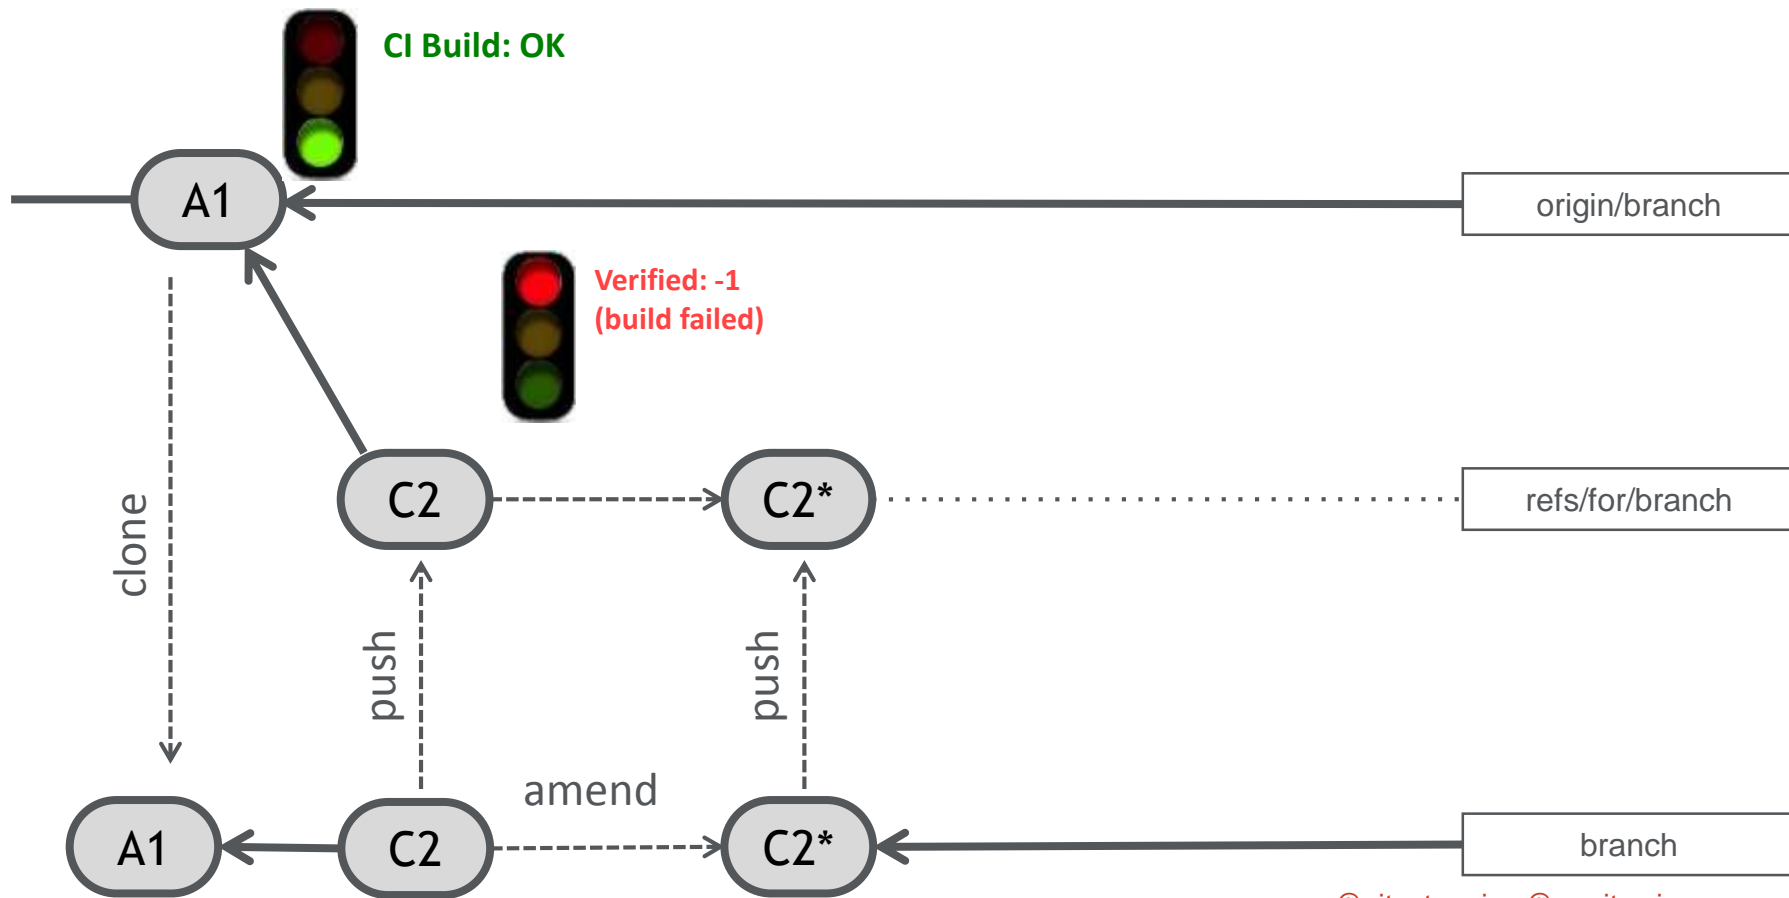 CI Build: OK
A1
origin/branch
Verified: -1
(build failed)
clone
C2
C2*
refs/for/branch
push
push
amend
A1
C2
C2*
branch